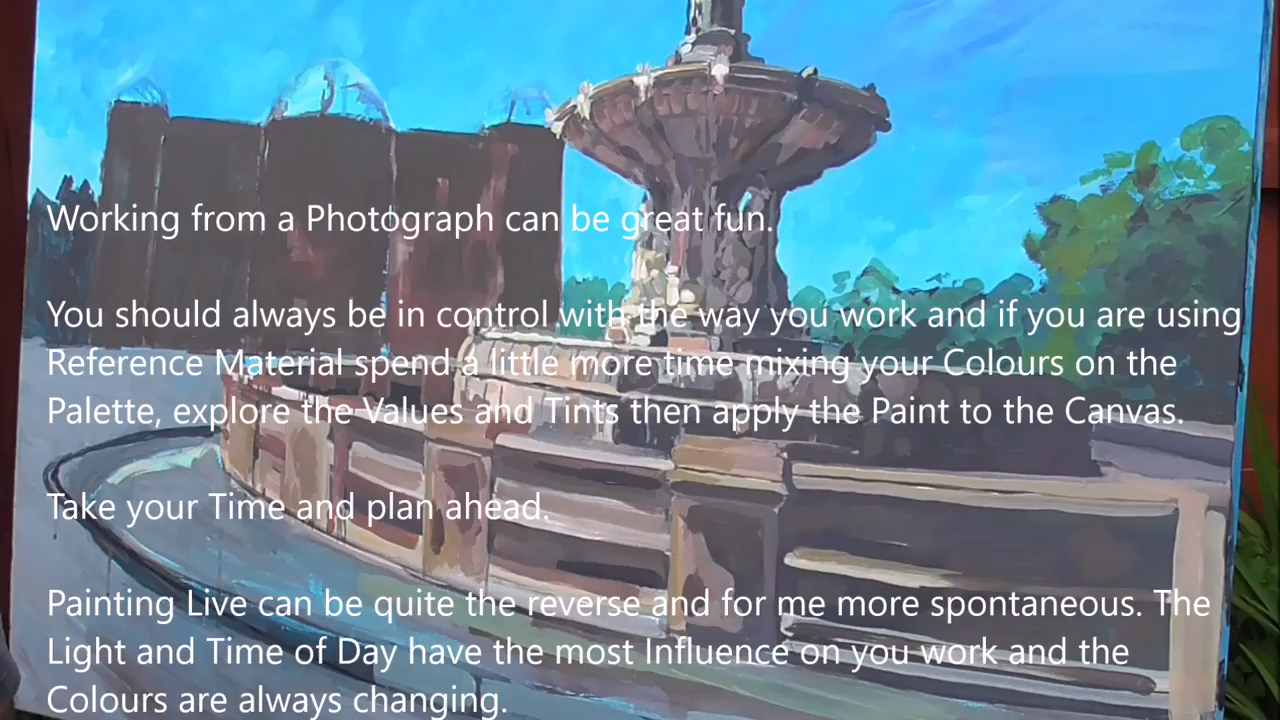 Working from a Photograph can be great fun.
You should always be in control with the way you work and if you are using
Reference Material spend a little more time mixing your Colours on the
Palette, explore the Values and Tints then apply the Paint to the Canvas.
Take your Time and plan ahead.
Painting Live can be quite the reverse and for me more spontaneous. The
Light and Time of Day have the most Influence on you work and the
Colours are always changing.